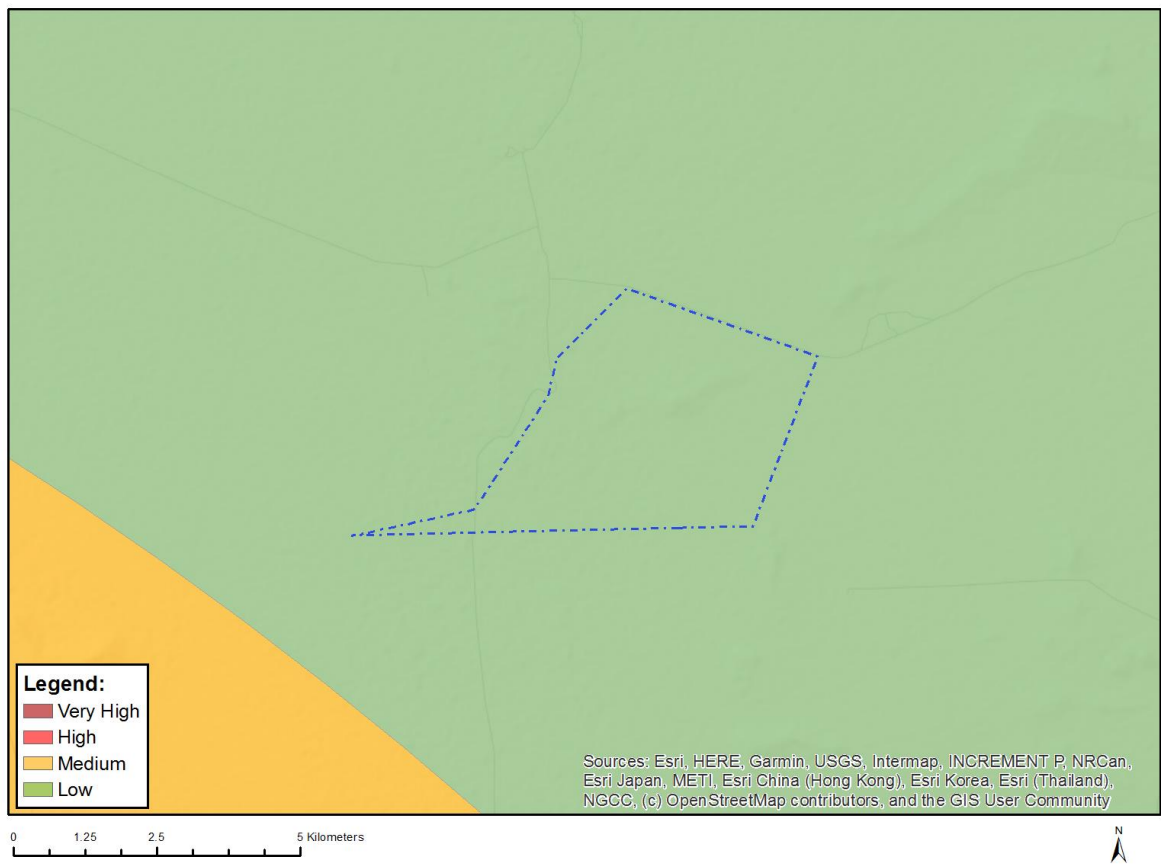 Legend:
Very High
High
Medium
Low
Sources: Esri, HERE, Garmin, USGS, Intermap, INCREMENT P, NRCan,
Esri Japan, METI, Esri China (Hong Kong), Esri Korea, Esri (Thailand),
NGCC, (c) OpenStreetMap contributors, and the GIS User Community
0 1.25 2.5 5 Kilometers
N